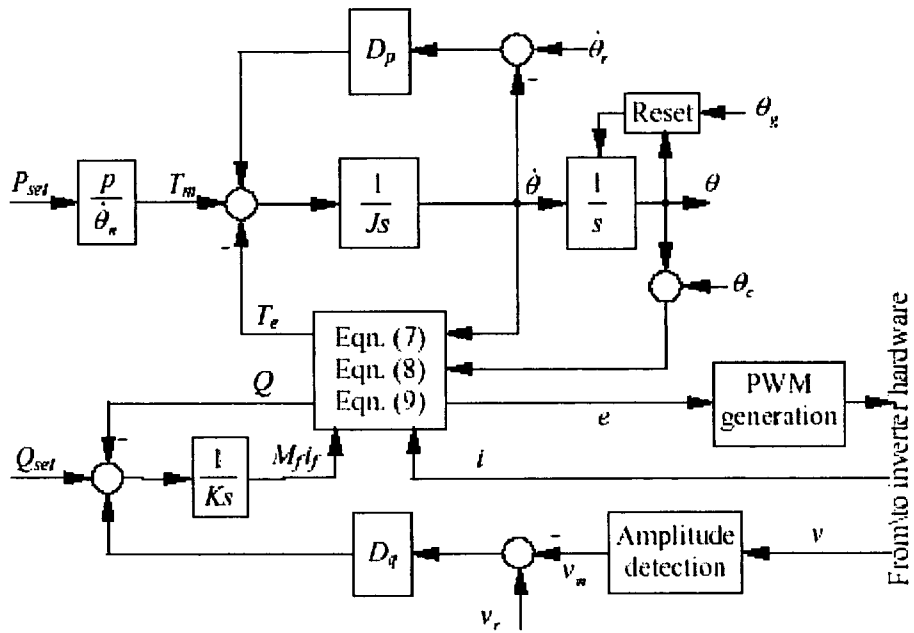 D_p
θ̇_r
Reset
θ_g
P_set
p
θ̇_n
T_m
1
Js
θ̇
1
s
θ
θ_c
T_e
Eqn. (7)
Eqn. (8)
Eqn. (9)
Q
e
PWM
generation
Q_set
1
Ks
M_f i_f
i
D_q
v_m
Amplitude
detection
v
v_r
From\to inverter hardware